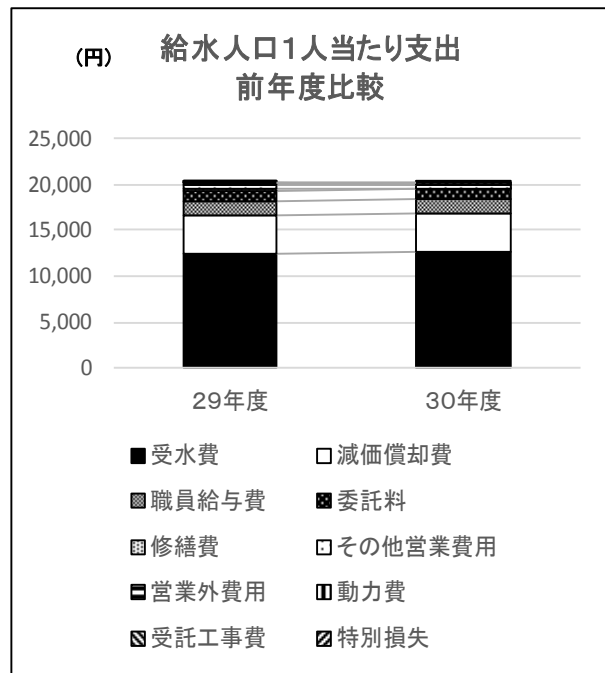 (円)
給水人口１人当たり支出
前年度比較
25,000
20,000
15,000
10,000
5,000
0
29年度
30年度
受水費
減価償却費
職員給与費
委託料
修繕費
その他営業費用
営業外費用
動力費
受託工事費
特別損失